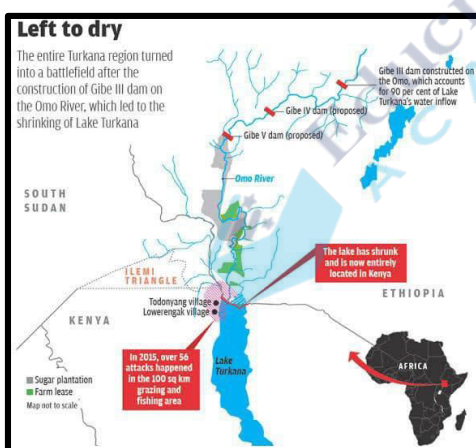 Left to dry
The entire Turkana region turned
into a battlefield after the
construction of Gibe III dam on
the Omo River, which led to the
shrinking of Lake Turkana
Gibe III dam constructed on
the Omo, which accounts
for 90 per cent of Lake
Turkana's water inflow
Gibe IV dam (proposed)
Gibe V dam (proposed)
Omo River
SOUTH
SUDAN
The lake has shrunk
and is now entirely
located in Kenya
ILEMI
TRIANGLE
ETHIOPIA
Todonyang village
Lowerengak village
KENYA
In 2015, over 56
attacks happened
in the 100 sq km
grazing and
fishing area
Lake
Turkana
AFRICA
Sugar plantation
Farm lease
Map not to scale